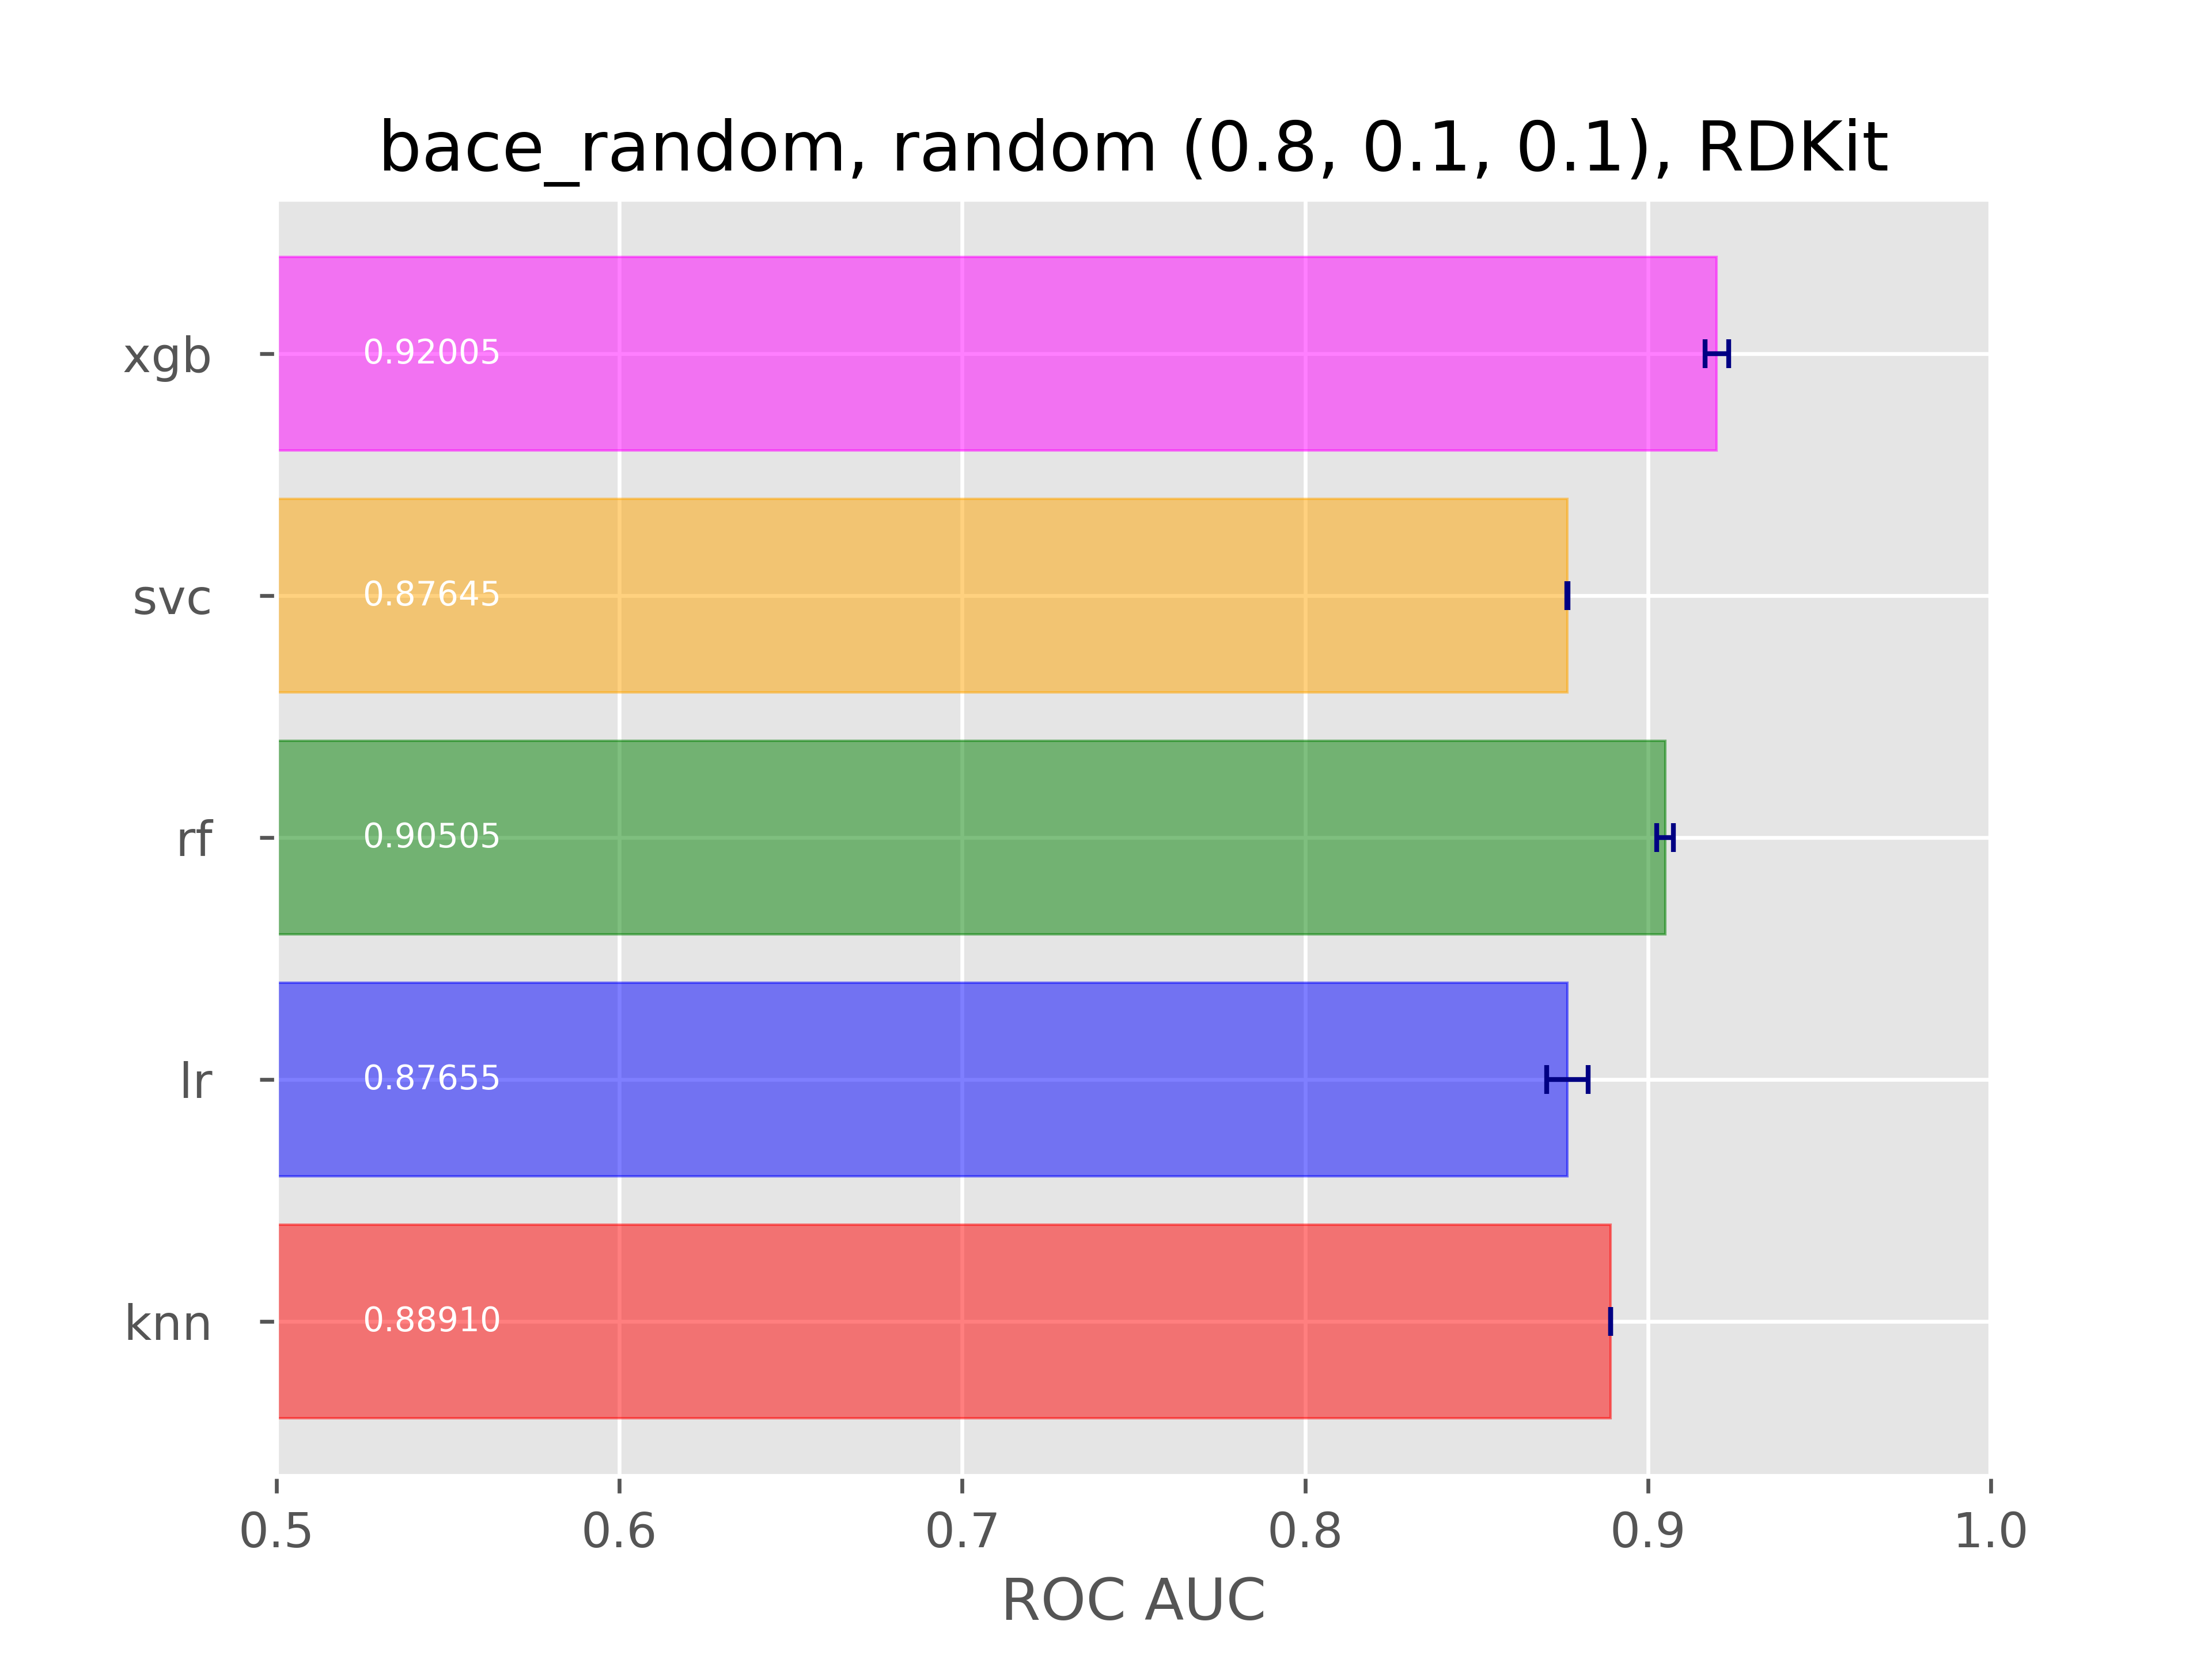 bace_random, random (0.8, 0.1, 0.1), RDKit
xgb
0.92005
svc
0.87645
rf
0.90505
lr
0.87655
knn
0.88910
0.5 0.6 0.7 0.8 0.9 1.0
ROC AUC